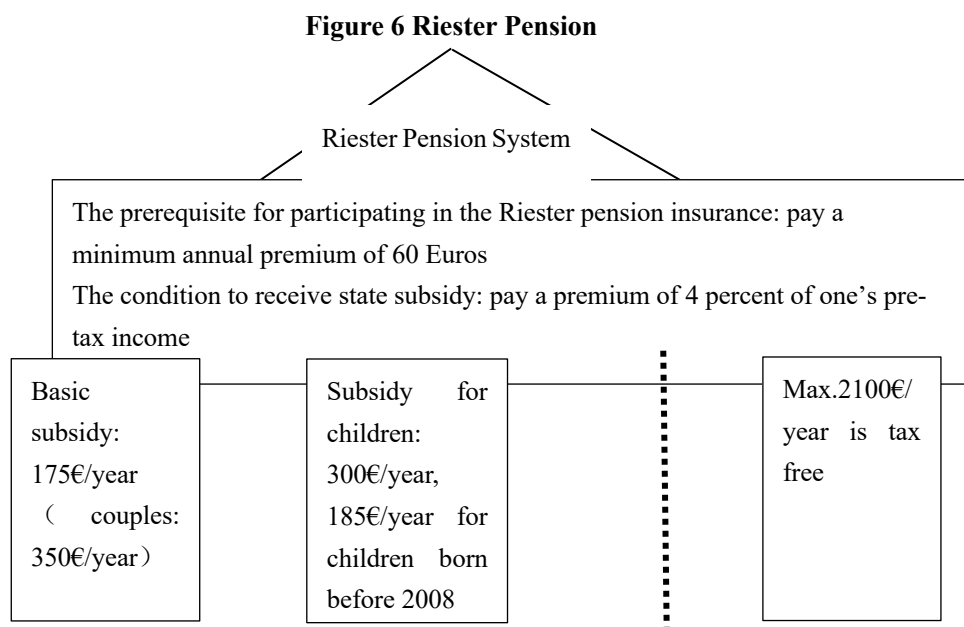 Figure 6 Riester Pension
Riester Pension System
The prerequisite for participating in the Riester pension insurance: pay a
minimum annual premium of 60 Euros
The condition to receive state subsidy: pay a premium of 4 percent of one’s pre-
tax income
Basic
subsidy:
175€/year
（ couples:
350€/year）
Subsidy for
children:
300€/year,
185€/year for
children born
before 2008
Max.2100€/
year is tax
free